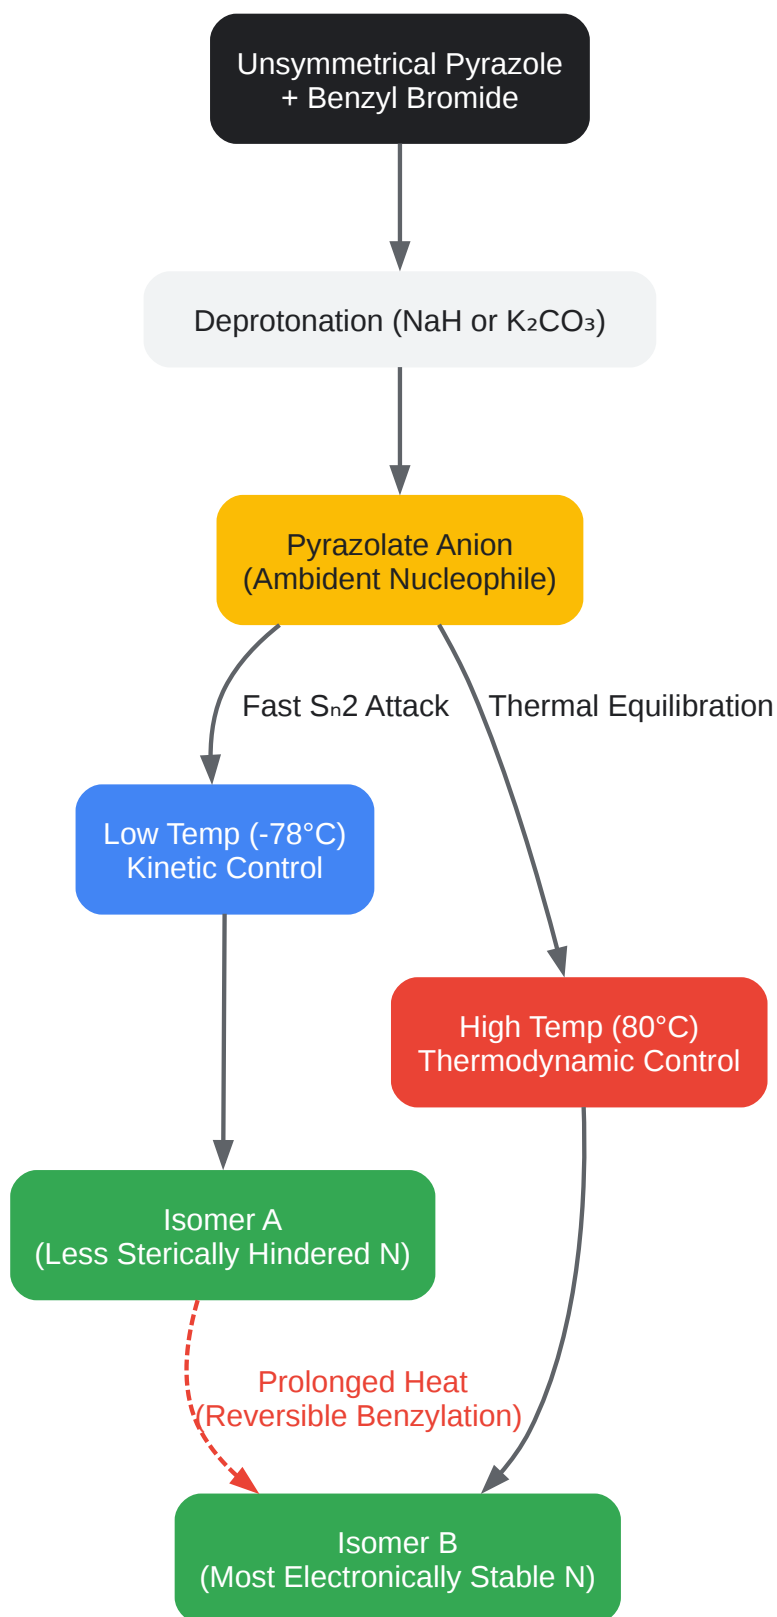 Unsymmetrical Pyrazole
+ Benzyl Bromide
Deprotonation (NaH or K₂CO₃)
Pyrazolate Anion
(Ambident Nucleophile)
Fast Sₙ2 Attack
Thermal Equilibration
Low Temp (-78°C)
Kinetic Control
High Temp (80°C)
Thermodynamic Control
Isomer A
(Less Sterically Hindered N)
Prolonged Heat
(Reversible Benzylation)
Isomer B
(Most Electronically Stable N)